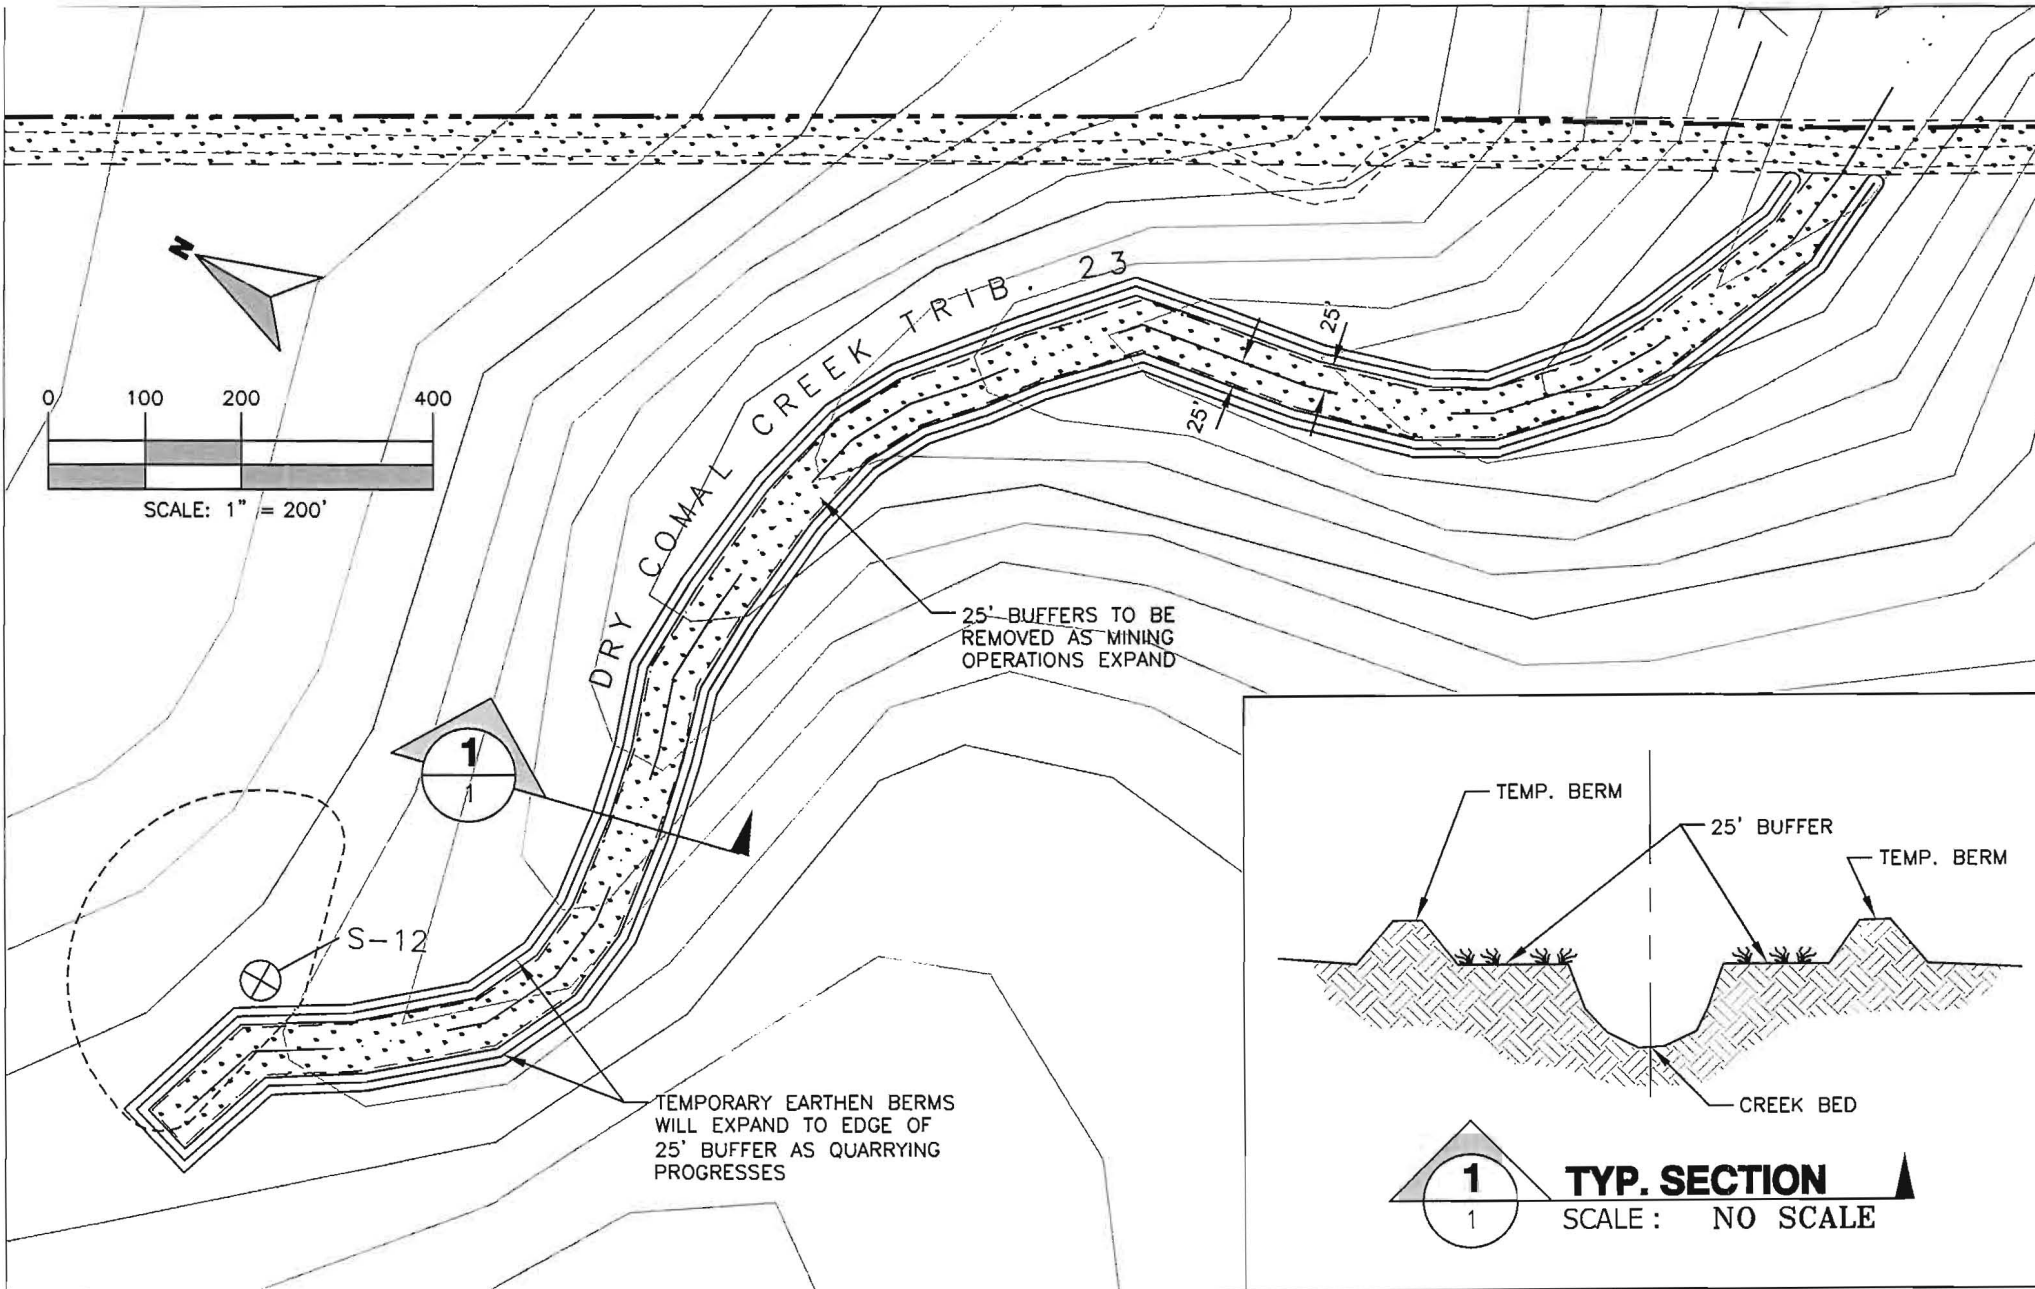 N
0 100 200 400
SCALE: 1" = 200'
DRY COMAL CREEK TRIB. 23
25'
25'
25' BUFFERS TO BE
REMOVED AS MINING
OPERATIONS EXPAND
1
1
S-12
TEMPORARY EARTHEN BERMS
WILL EXPAND TO EDGE OF
25' BUFFER AS QUARRYING
PROGRESSES
TEMP. BERM
25' BUFFER
TEMP. BERM
CREEK BED
1
1
TYP. SECTION
SCALE: NO SCALE